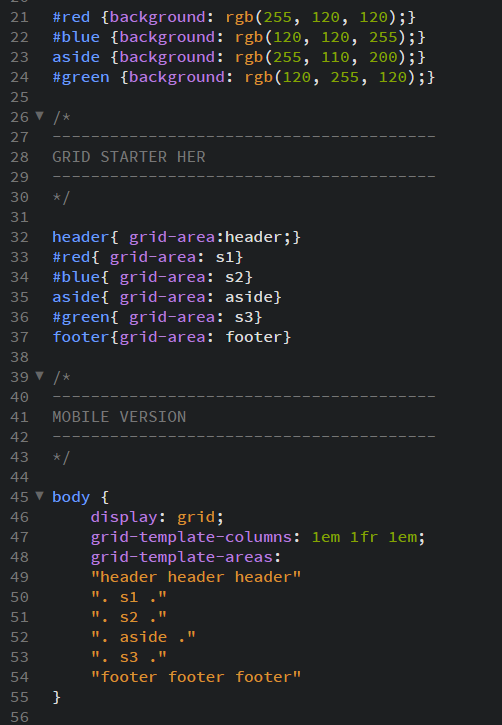 21 #red {background: rgb(255, 120, 120);}
22 #blue {background: rgb(120, 120, 255);}
23 aside {background: rgb(255, 110, 200);}
24 #green {background: rgb(120, 255, 120);}
25
26 /*
27 ----------------------------------------
28 GRID STARTER HER
29 ----------------------------------------
30 */
31
32 header{ grid-area:header;}
33 #red{ grid-area: s1}
34 #blue{ grid-area: s2}
35 aside{ grid-area: aside}
36 #green{ grid-area: s3}
37 footer{grid-area: footer}
38
39 /*
40 ----------------------------------------
41 MOBILE VERSION
42 ----------------------------------------
43 */
44
45 body {
46     display: grid;
47     grid-template-columns: 1em 1fr 1em;
48     grid-template-areas:
49     "header header header"
50     ". s1 ."
51     ". s2 ."
52     ". aside ."
53     ". s3 ."
54     "footer footer footer"
55 }
56